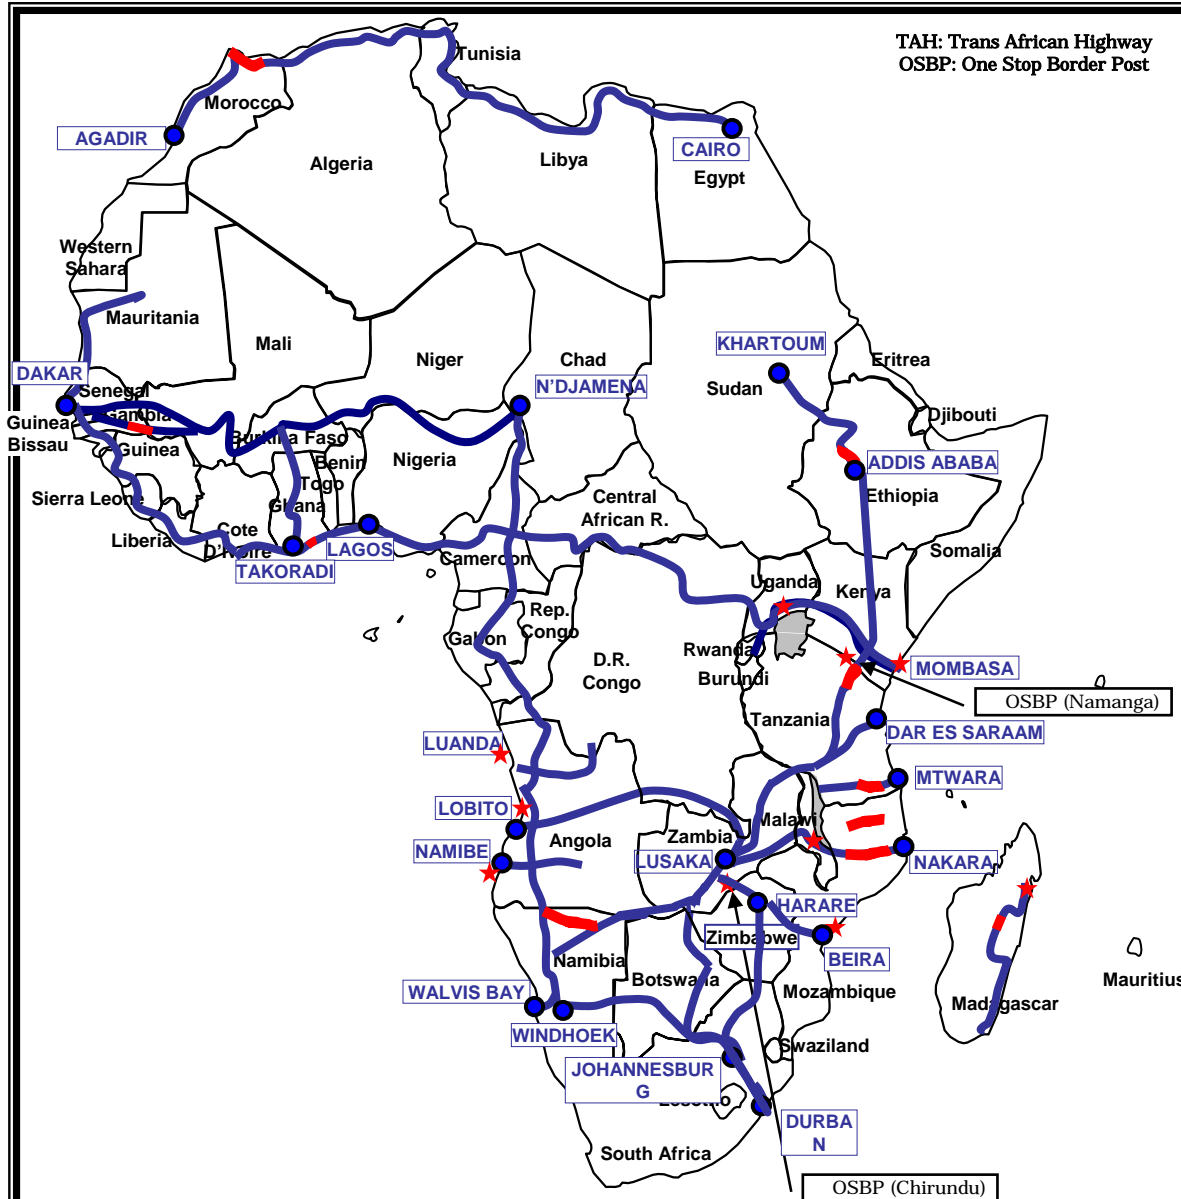 TAH: Trans African Highway
OSBP: One Stop Border Post
Tunisia
Morocco
AGADIR
CAIRO
Algeria
Libya
Egypt
Western
Sahara
Mauritania
Mali
Niger
Chad
KHARTOUM
Sudan
Eritrea
DAKAR
Senegal
N'DJAMENA
Djibouti
Gambia
Guinea
Bissau
Guinea
Burkina Faso
Benin
Nigeria
ADDIS ABABA
Togo
Ethiopia
Sierra Leone
Ghana
Central
African R.
Liberia
Cote
D'Ivoire
LAGOS
TAKORADI
Cameroon
Somalia
Uganda
Kenya
Rep.
Congo
Gabon
Rwanda
D.R.
Congo
Burundi
MOMBASA
OSBP (Namanga)
Tanzania
DAR ES SARAAM
LUANDA
MTWARA
LOBITO
Malawi
Angola
Zambia
NAMIBE
LUSAKA
NAKARA
HARARE
Zimbabwe
BEIRA
Namibia
Botswana
Mozambique
Mauritius
WALVIS BAY
Madagascar
WINDHOEK
Swaziland
JOHANNESBUR
G
Lesotho
DURBA
N
South Africa
OSBP (Chirundu)